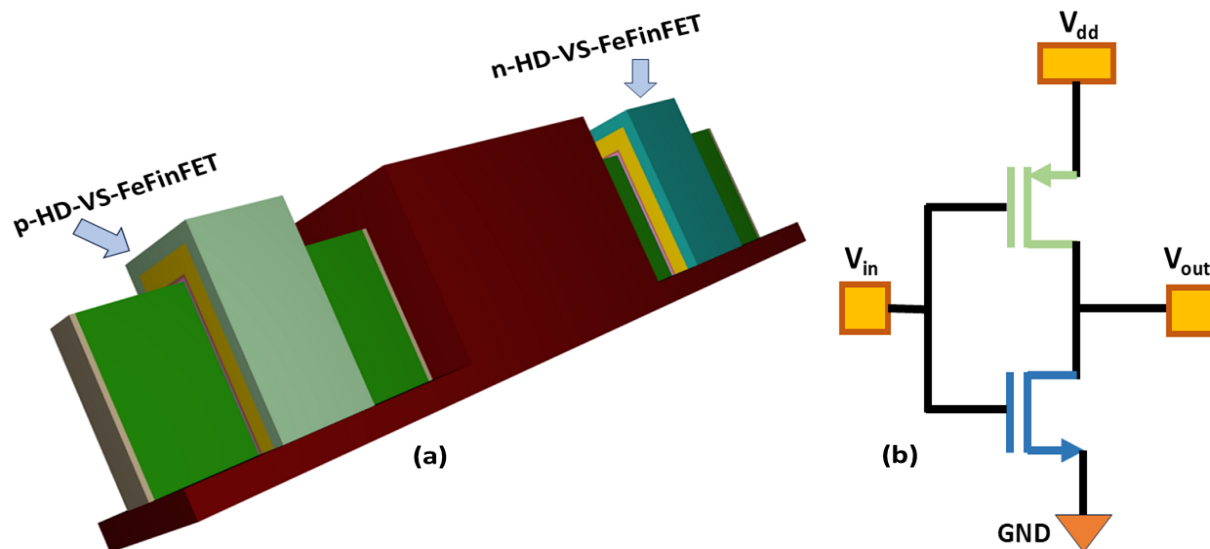 n-HD-VS-FeFinFET
p-HD-VS-FeFinFET
(a)
Vdd
Vin
Vout
(b)
GND